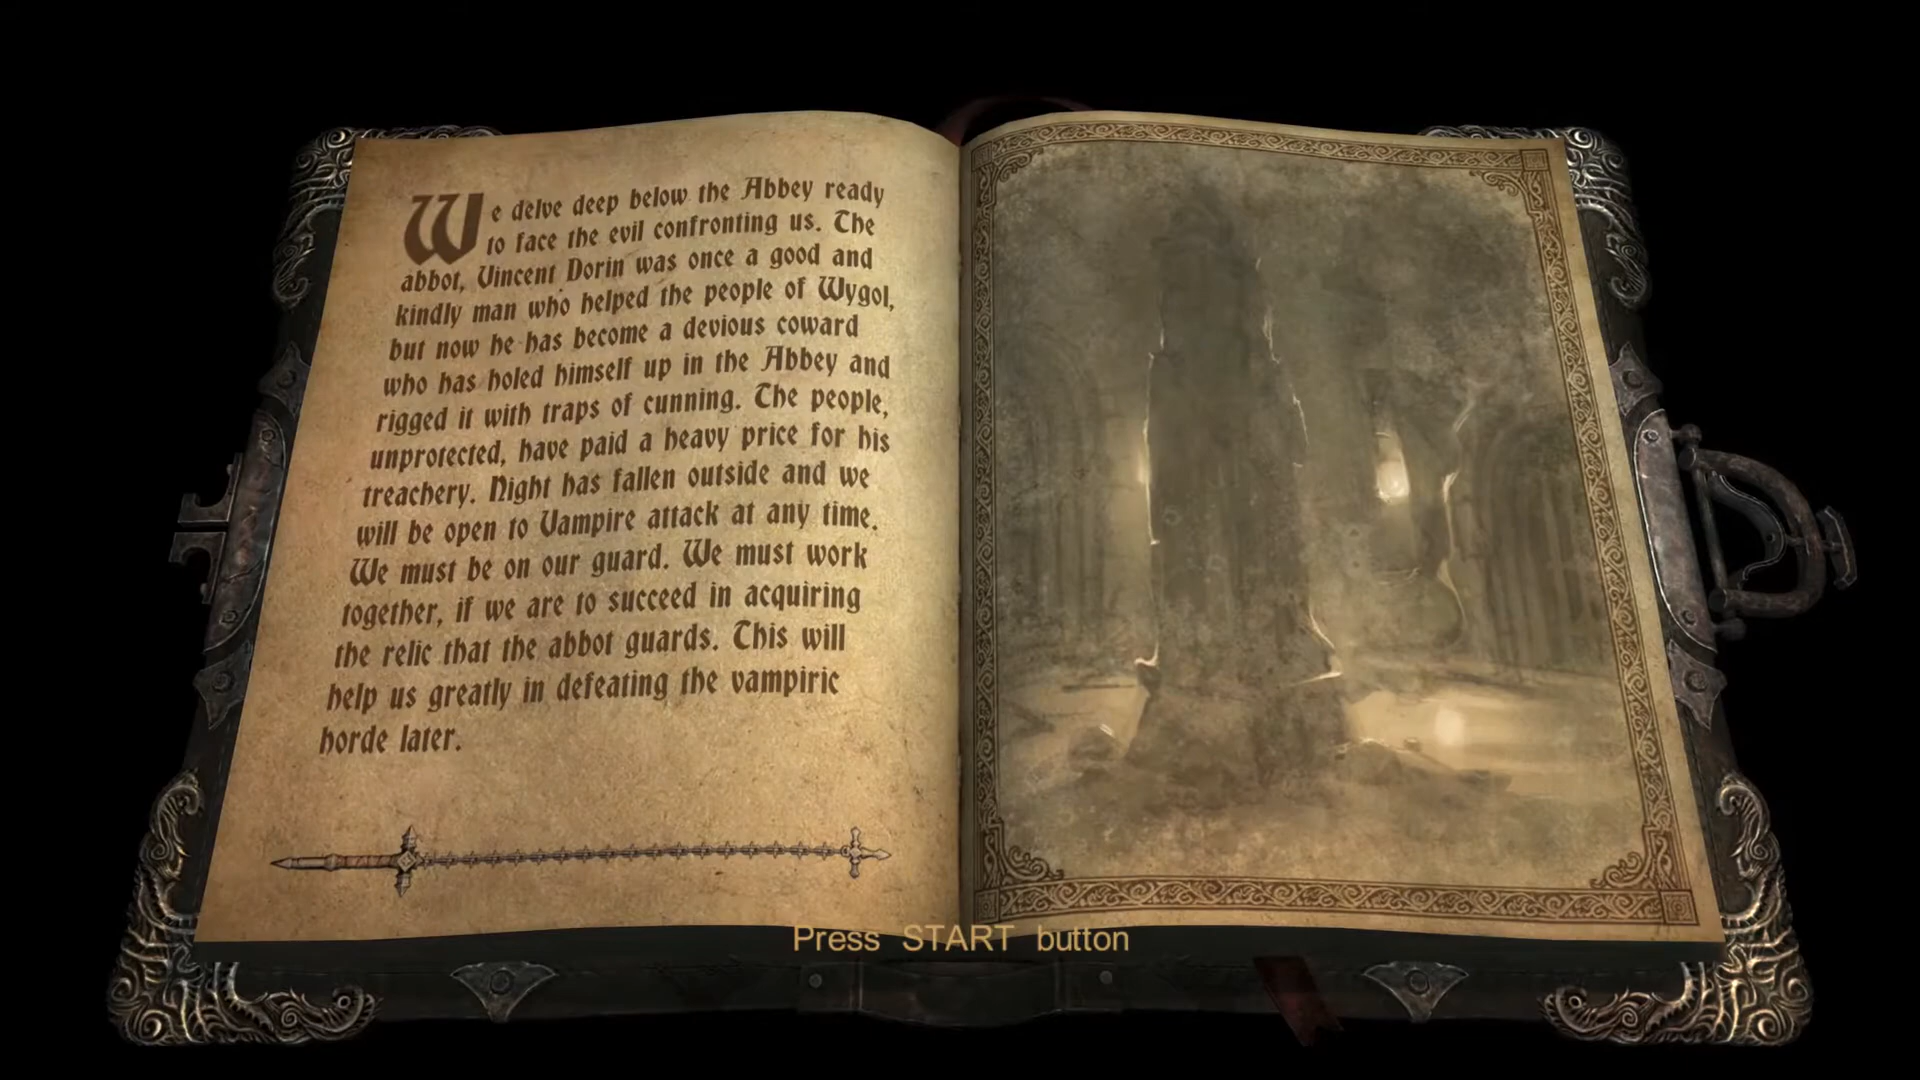 We delve deep below the Abbey ready
to face the evil confronting us. The
abbot, Vincent Dorin was once a good and
kindly man who helped the people of Wygol,
but now he has become a devious coward
who has holed himself up in the Abbey and
rigged it with traps of cunning. The people,
unprotected, have paid a heavy price for his
treachery. Night has fallen outside and we
will be open to Vampire attack at any time.
We must be on our guard. We must work
together, if we are to succeed in acquiring
the relic that the abbot guards. This will
help us greatly in defeating the vampiric
horde later.
Press START button